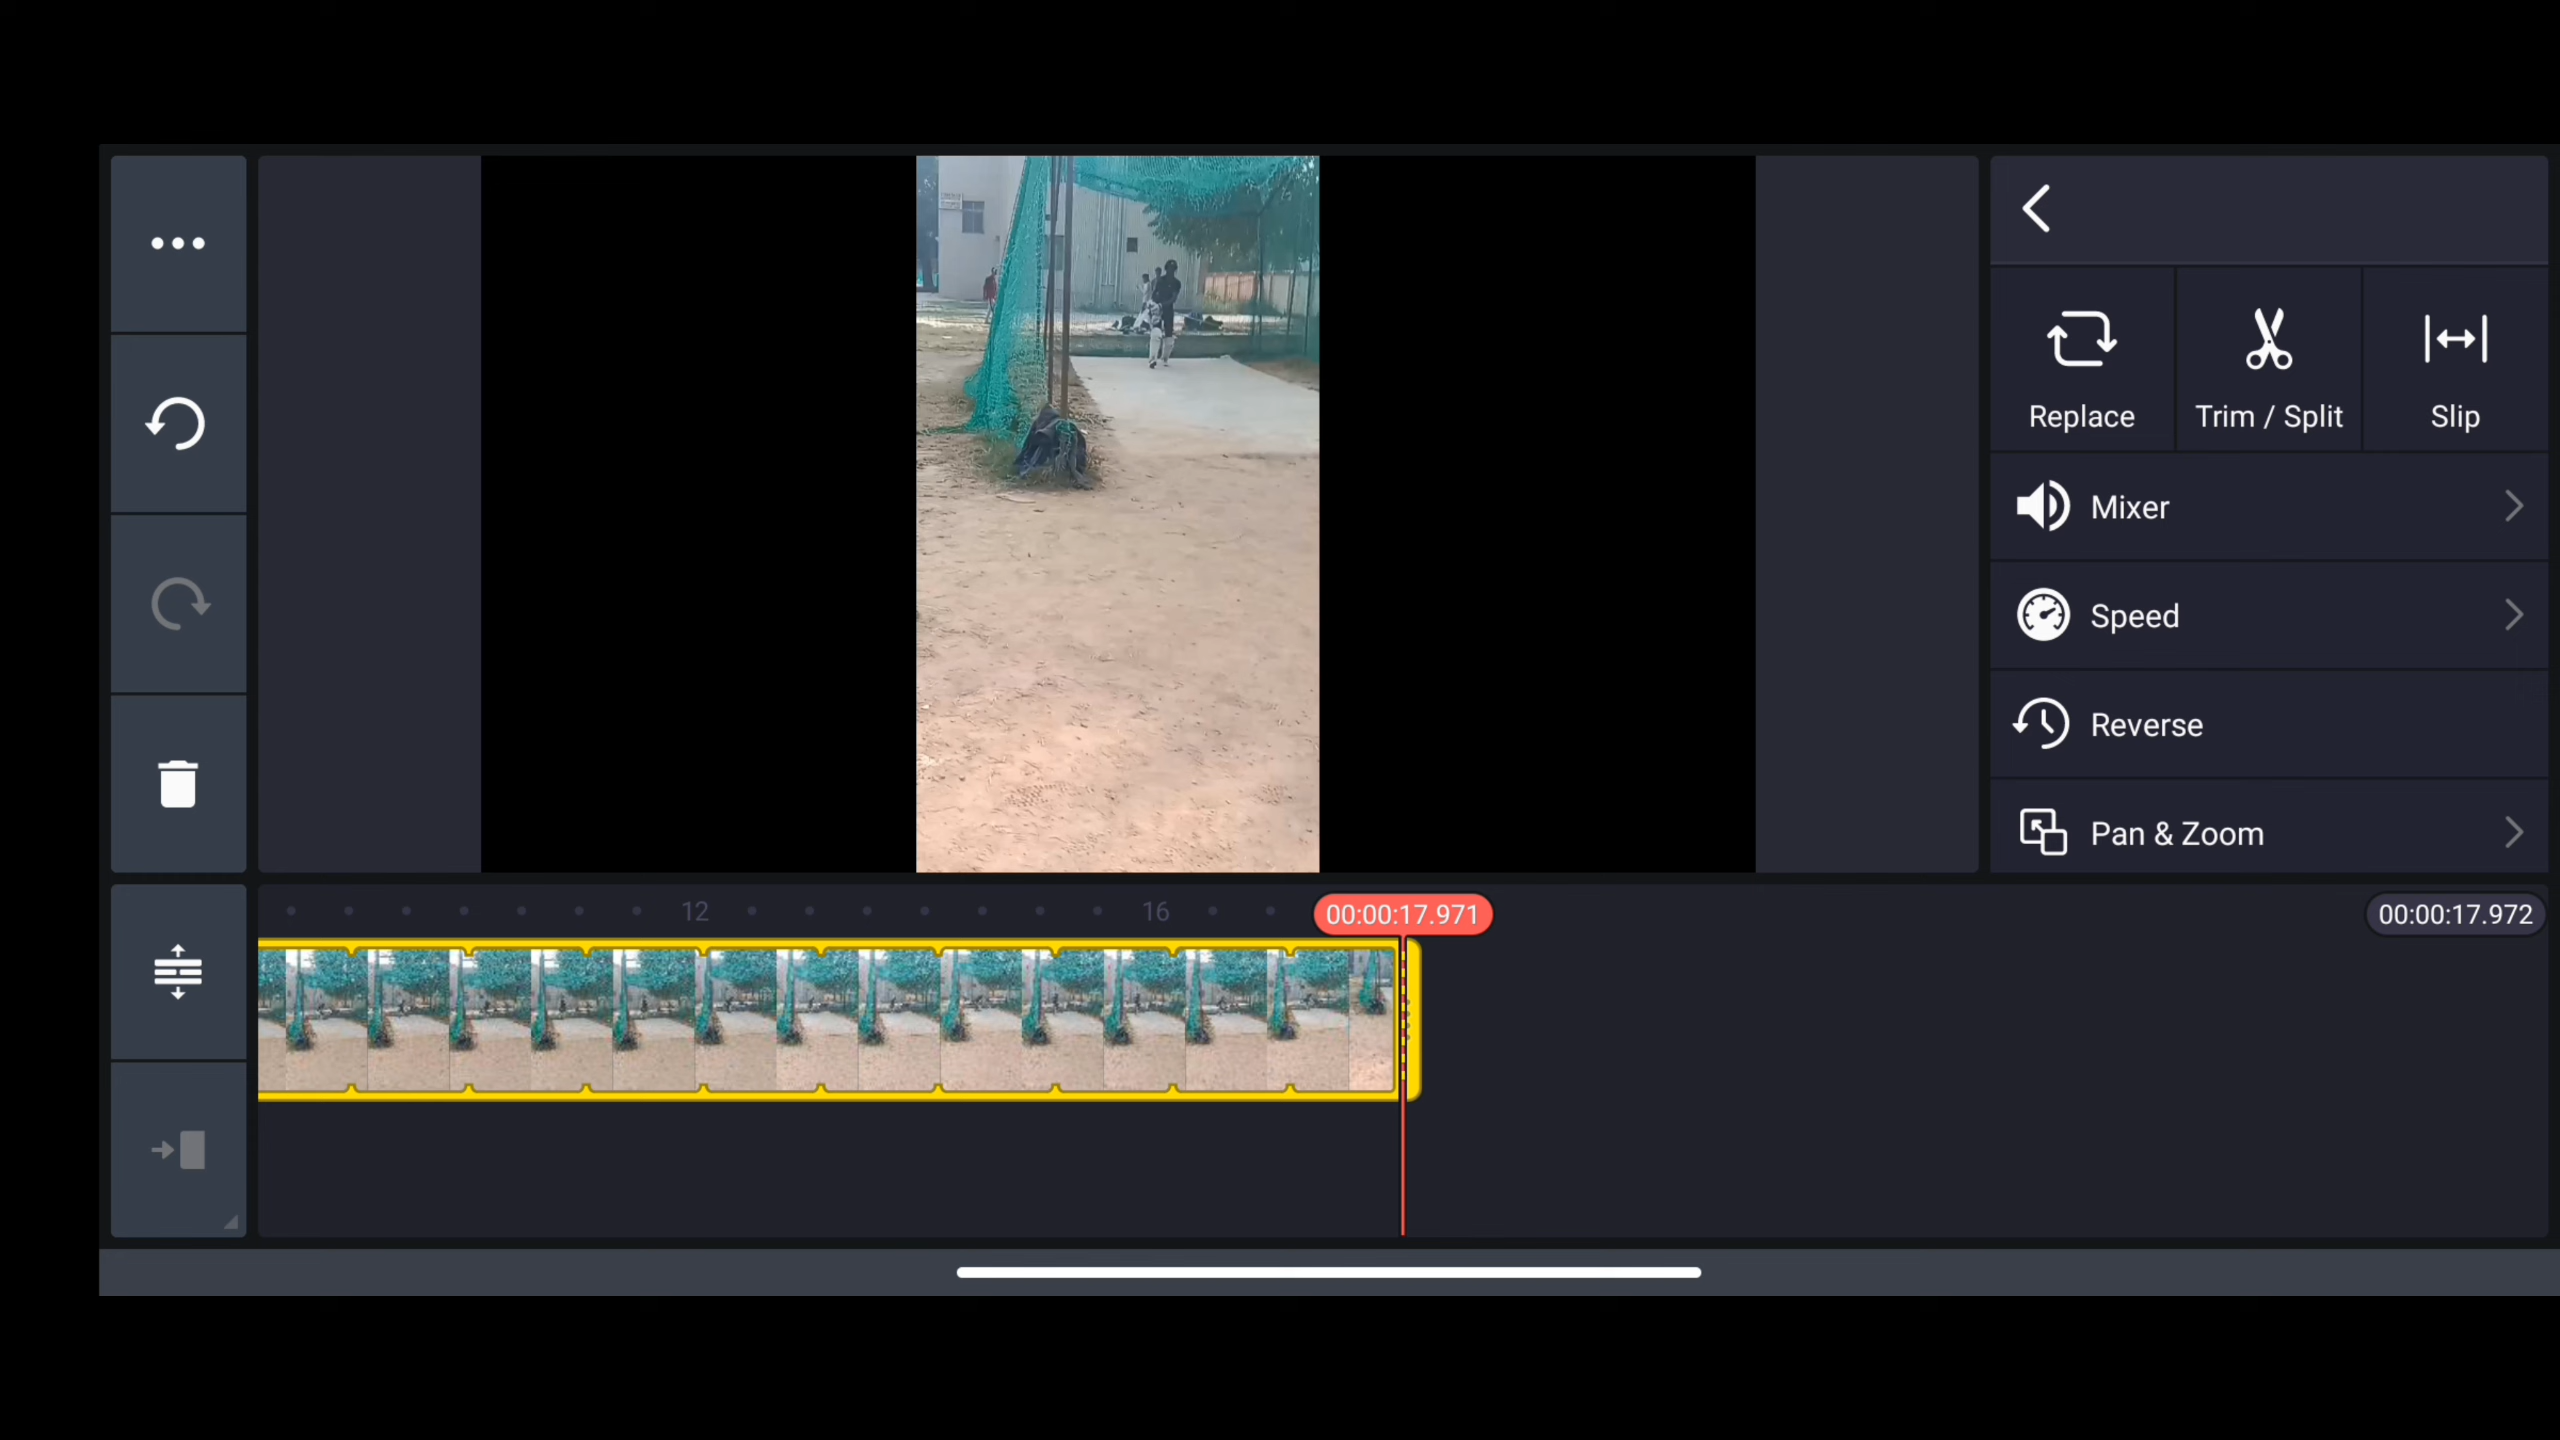 Replace
Trim / Split
Slip
Mixer
Speed
Reverse
Pan & Zoom
12
16
00:00:17.971
00:00:17.972